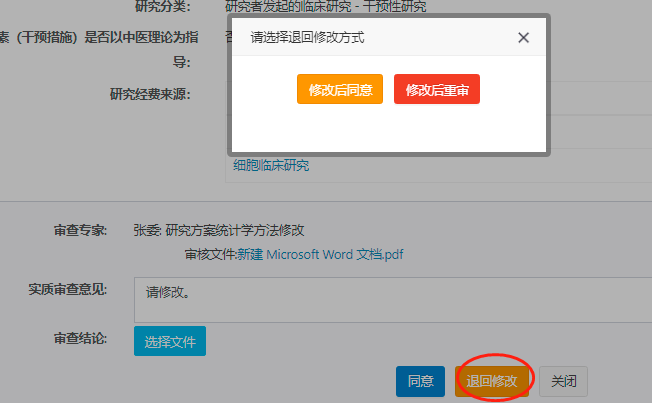 研究分类： 研究者发起的临床研究 - 干预性研究
请选择退回修改方式
素（干预措施）是否以中医理论为指 否
导：
修改后同意 修改后重审
研究经费来源：
细胞临床研究
审查专家： 张委: 研究方案统计学方法修改
审核文件:新建 Microsoft Word 文档.pdf
实质审查意见： 请修改。
审查结论: 选择文件
同意 退回修改 关闭